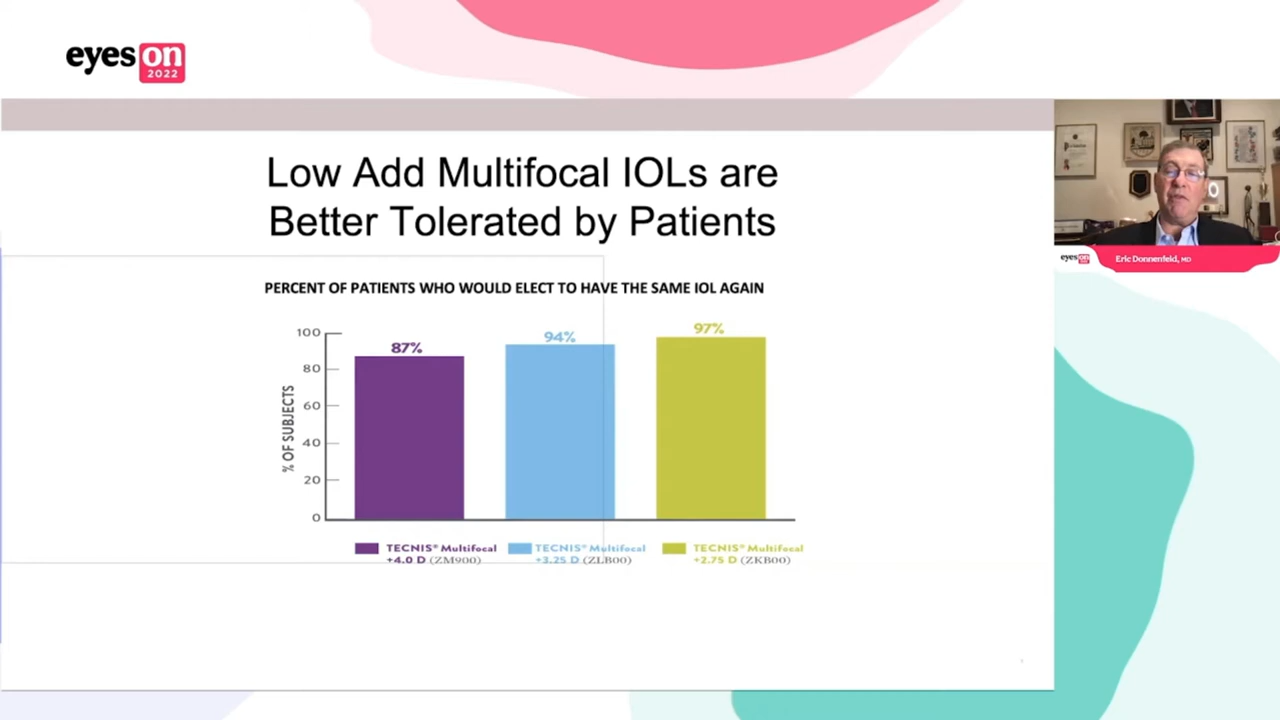 eyes on
2022
Low Add Multifocal IOLs are
Better Tolerated by Patients
PERCENT OF PATIENTS WHO WOULD ELECT TO HAVE THE SAME IOL AGAIN
% OF SUBJECTS
100
80
60
40
20
0
87%
94%
97%
TECNIS® Multifocal
+4.0 D (ZM900)
TECNIS® Multifocal
+3.25 D (ZLB00)
TECNIS® Multifocal
+2.75 D (ZKB00)
eyes on
Eric Donnenfeld, MD